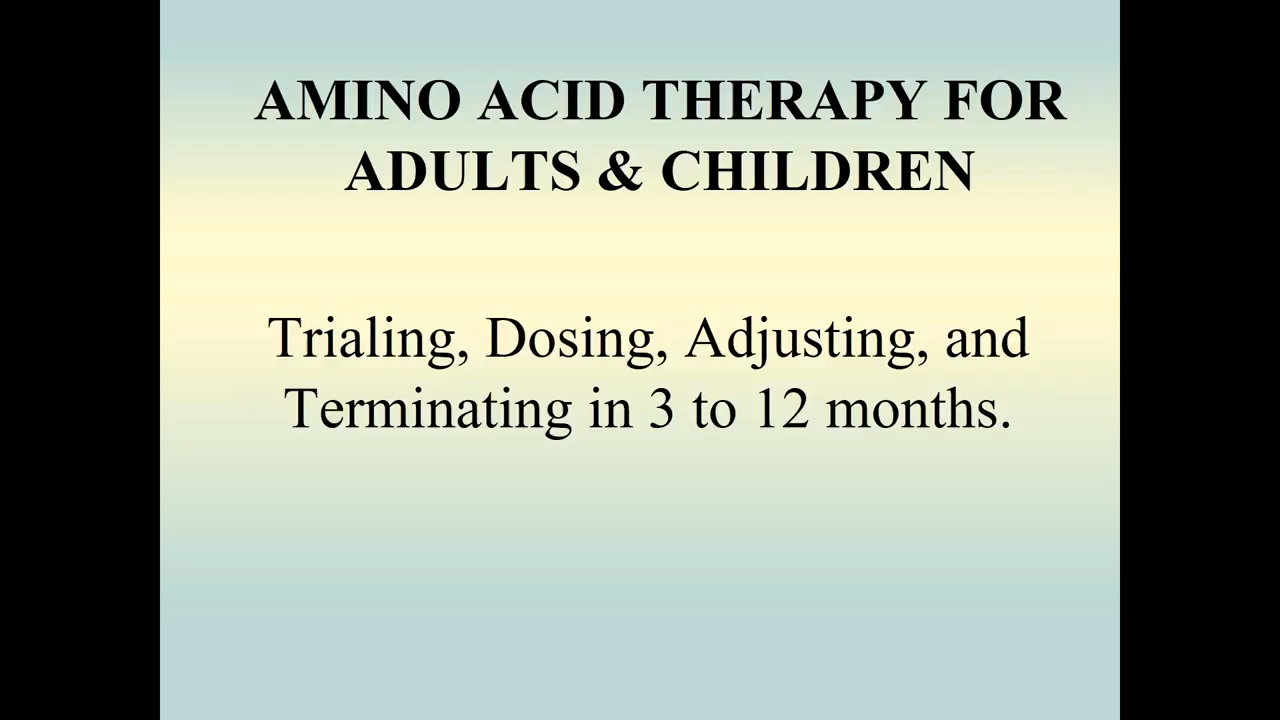 AMINO ACID THERAPY FOR
ADULTS & CHILDREN
Trialing, Dosing, Adjusting, and
Terminating in 3 to 12 months.